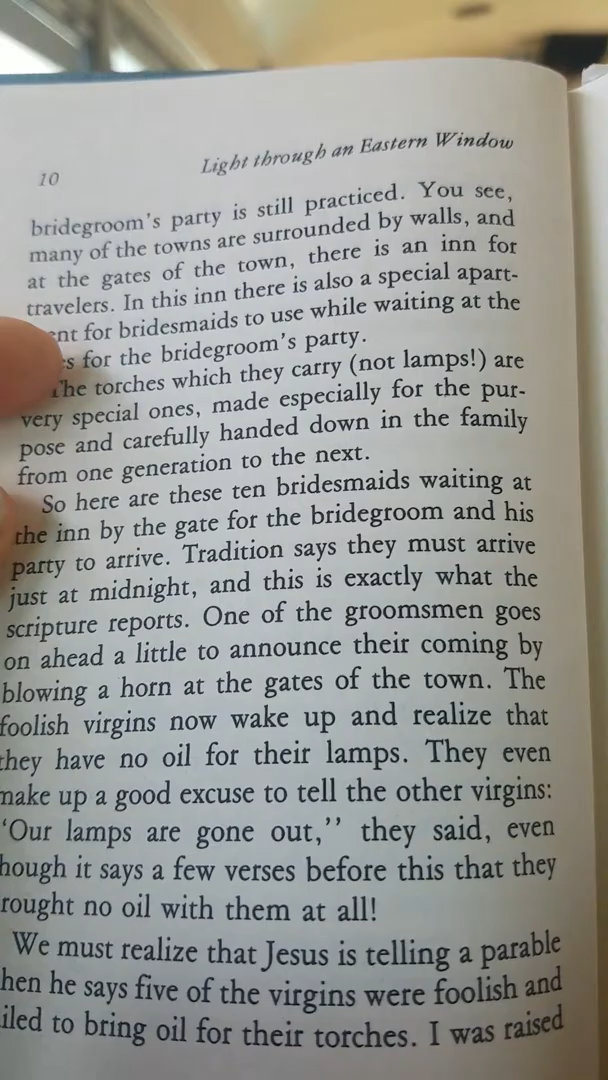 10
Light through an Eastern Window
bridegroom's party is still practiced. You see,
many of the towns are surrounded by walls, and
at the gates of the town, there is an inn for
travelers. In this inn there is also a special apart-
ent for bridesmaids to use while waiting at the
s for the bridegroom's party.
The torches which they carry (not lamps!) are
very special ones, made especially for the pur-
pose and carefully handed down in the family
from one generation to the next.
So here are these ten bridesmaids waiting at
the inn by the gate for the bridegroom and his
party to arrive. Tradition says they must arrive
just at midnight, and this is exactly what the
scripture reports. One of the groomsmen goes
on ahead a little to announce their coming by
blowing a horn at the gates of the town. The
foolish virgins now wake up and realize that
they have no oil for their lamps. They even
make up a good excuse to tell the other virgins:
'Our lamps are gone out,'' they said, even
hough it says a few verses before this that they
rought no oil with them at all!
We must realize that Jesus is telling a parable
hen he says five of the virgins were foolish and
iled to bring oil for their torches. I was raised